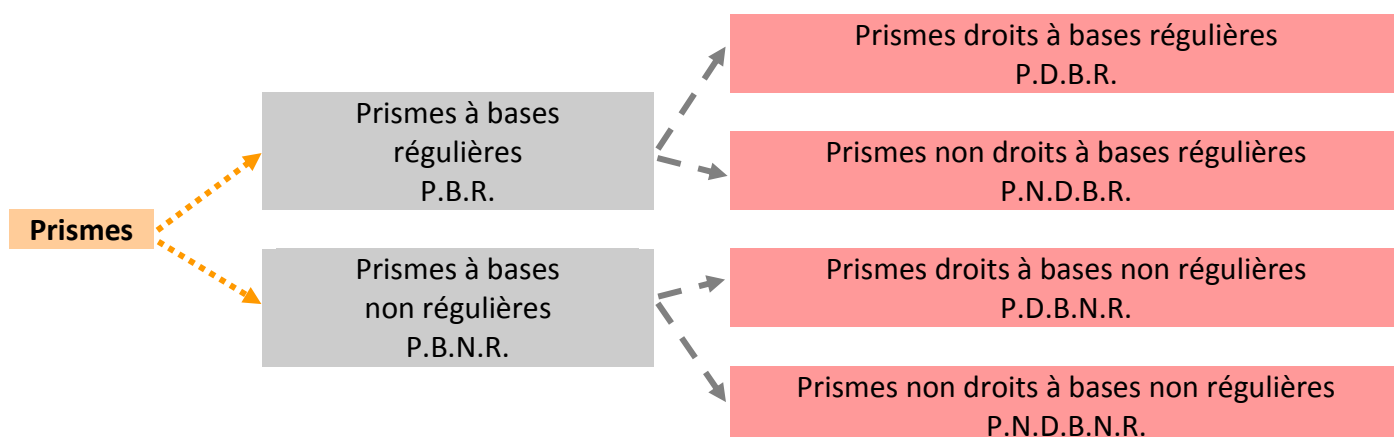 Prismes
Prismes à bases
régulières
P.B.R.
Prismes à bases
non régulières
P.B.N.R.
Prismes droits à bases régulières
P.D.B.R.
Prismes non droits à bases régulières
P.N.D.B.R.
Prismes droits à bases non régulières
P.D.B.N.R.
Prismes non droits à bases non régulières
P.N.D.B.N.R.